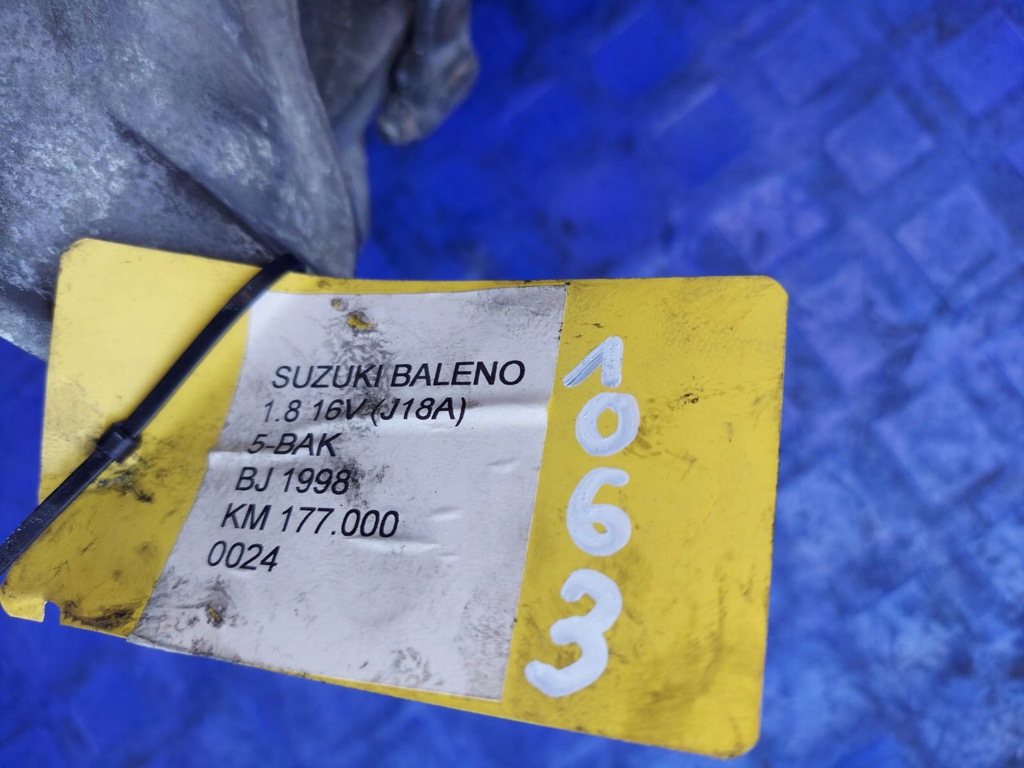 SUZUKI BALENO
1.8 16V (J18A)
5-BAK
BJ 1998
KM 177.000
0024
1063